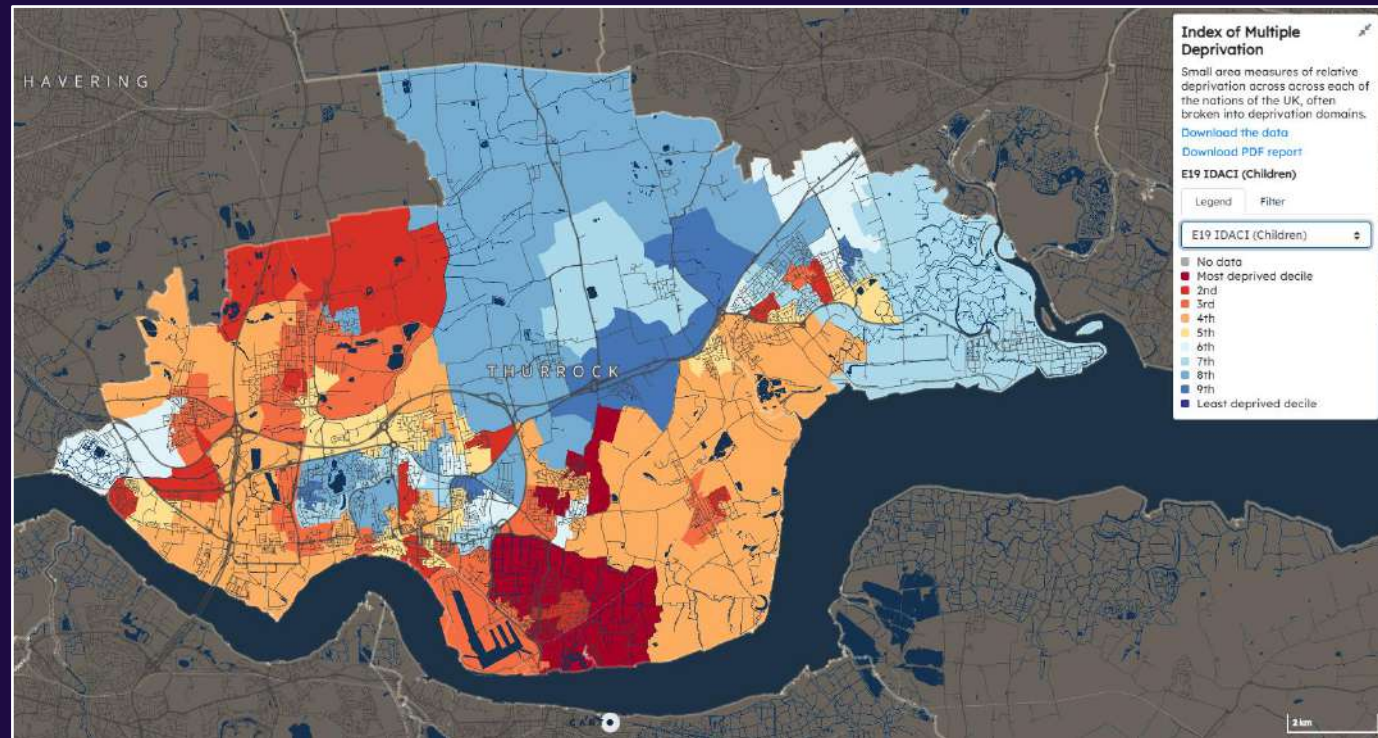 HAVERING
THURROCK
Index of Multiple
Deprivation
Small area measures of relative
deprivation across across each of
the nations of the UK, often
broken into deprivation domains.
Download the data
Download PDF report
E19 IDACI (Children)
Legend Filter
E19 IDACI (Children)
No data
Most deprived decile
2nd
3rd
4th
5th
6th
7th
8th
9th
Least deprived decile
2 km